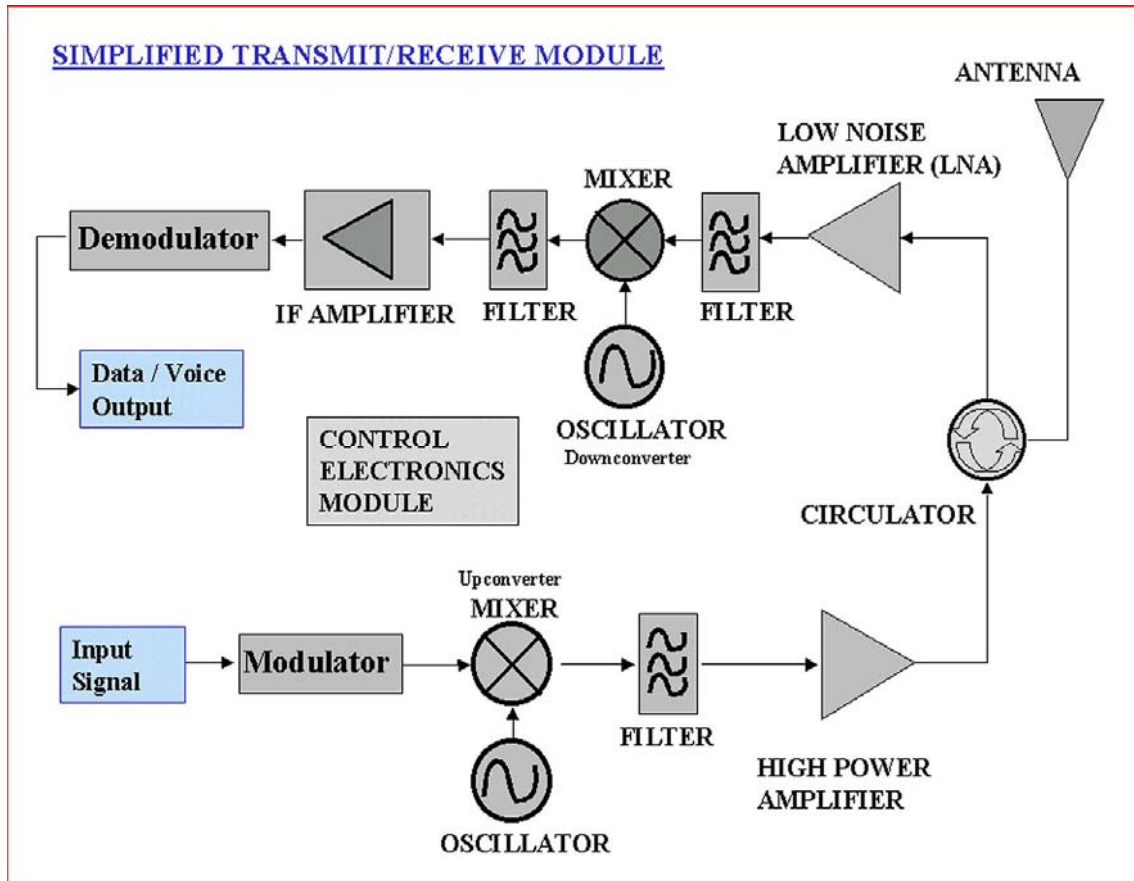 SIMPLIFIED TRANSMIT/RECEIVE MODULE
ANTENNA
LOW NOISE
AMPLIFIER (LNA)
MIXER
Demodulator
IF AMPLIFIER
FILTER
FILTER
Data / Voice
Output
OSCILLATOR
Downconverter
CONTROL
ELECTRONICS
MODULE
CIRCULATOR
Upconverter
MIXER
Input
Signal
Modulator
FILTER
HIGH POWER
AMPLIFIER
OSCILLATOR